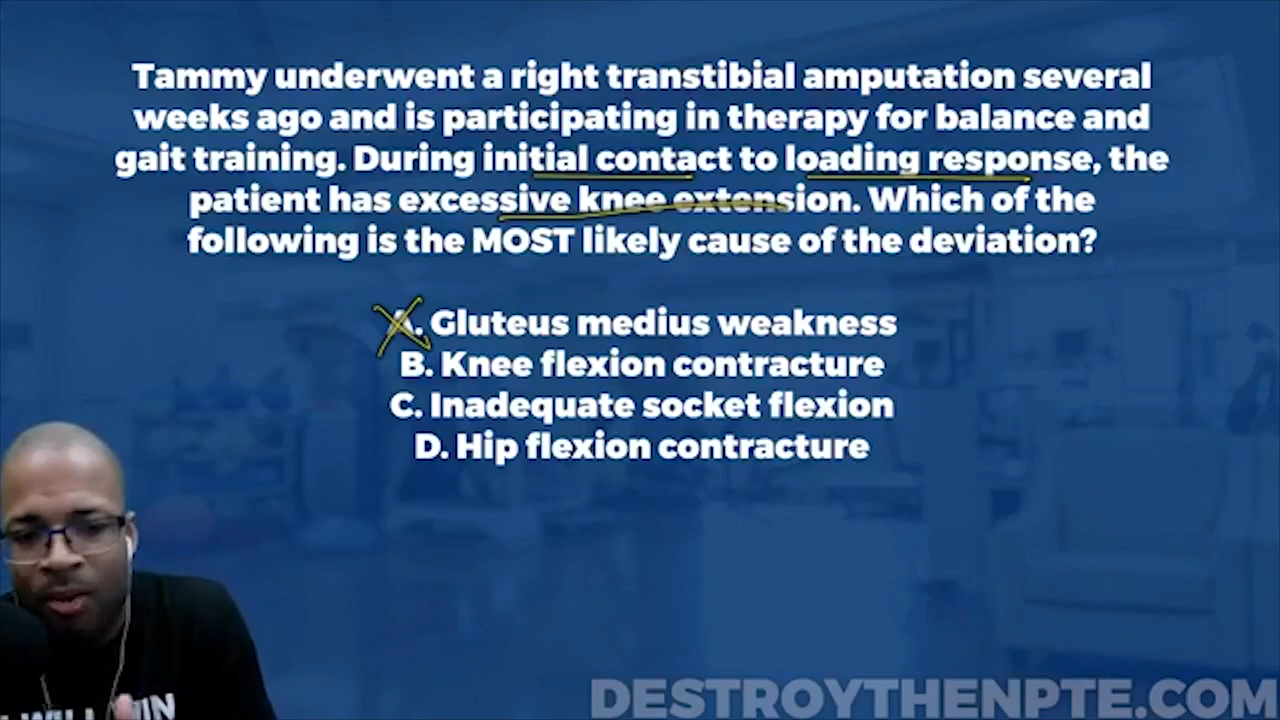 Tammy underwent a right transtibial amputation several
weeks ago and is participating in therapy for balance and
gait training. During initial contact to loading response, the
patient has excessive knee extension. Which of the
following is the MOST likely cause of the deviation?
A. Gluteus medius weakness
B. Knee flexion contracture
C. Inadequate socket flexion
D. Hip flexion contracture
DESTROYTHENPTE.COM